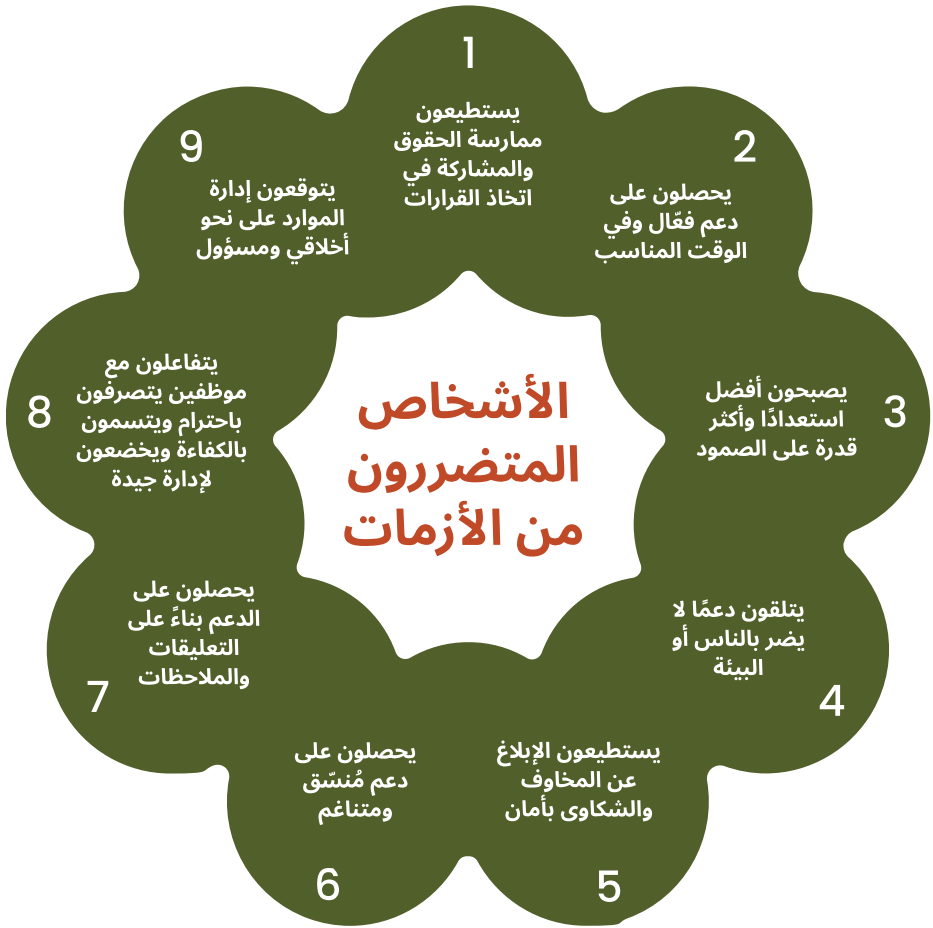 الأشخاص
المتضررون
من الأزمات
1
يستطيعون
ممارسة الحقوق
والمشاركة في
اتخاذ القرارات
2
يحصلون على
دعم فعّال وفي
الوقت المناسب
3
يصبحون أفضل
استعدادًا وأكثر
قدرة على الصمود
4
يتلقون دعمًا لا
يضر بالناس أو
البيئة
5
يستطيعون الإبلاغ
عن المخاوف
والشكاوى بأمان
6
يحصلون على
دعم مُنسّق
ومتناغم
7
يحصلون على
الدعم بناءً على
التعليقات
والملاحظات
8
يتفاعلون مع
موظفين يتصرفون
باحترام ويتسمون
بالكفاءة ويخضعون
لإدارة جيدة
9
يتوقعون إدارة
الموارد على نحو
أخلاقي ومسؤول